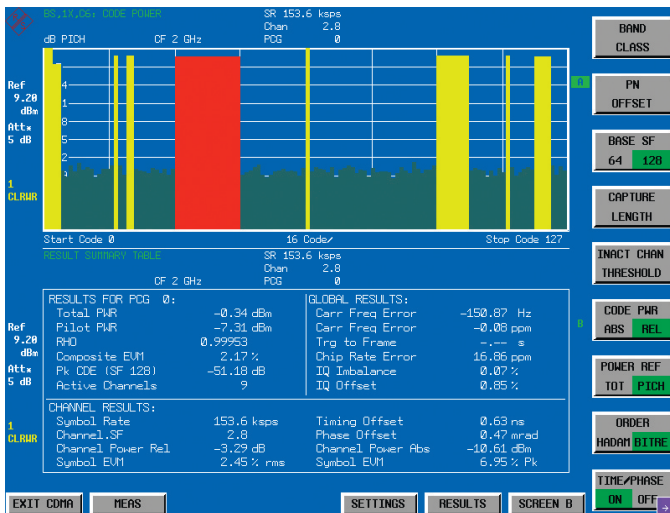 BS,1X,C6: CODE POWER
SR 153.6 ksps
Chan 2.8
dB PICH CF 2 GHz PCG 0
Ref
9.20
dBm
Att*
5 dB
1
CLRWR
A
Start Code 0 16 Code/ Stop Code 127
RESULT SUMMARY TABLE
SR 153.6 ksps
Chan 2.8
CF 2 GHz PCG 0
Ref
9.20
dBm
Att*
5 dB
1
CLRWR
B
RESULTS FOR PCG 0: GLOBAL RESULTS:
Total PWR -0.34 dBm Carr Freq Error -150.87 Hz
Pilot PWR -7.31 dBm Carr Freq Error -0.08 ppm
RHO 0.99953 Trg to Frame -.-- s
Composite EVM 2.17 % Chip Rate Error 16.86 ppm
Pk CDE (SF 128) -51.18 dB IQ Imbalance 0.07 %
Active Channels 9 IQ Offset 0.85 %
CHANNEL RESULTS:
Symbol Rate 153.6 ksps Timing Offset 0.63 ns
Channel.SF 2.8 Phase Offset 0.47 mrad
Channel Power Rel -3.29 dB Channel Power Abs -10.61 dBm
Symbol EVM 2.45 % rms Symbol EVM 6.95 % Pk
BAND
CLASS
PN
OFFSET
BASE SF
64 128
CAPTURE
LENGTH
INACT CHAN
THRESHOLD
CODE PWR
ABS REL
POWER REF
TOT PICH
ORDER
HADAM BITRE
TIME/PHASE
ON OFF
EXIT CDMA MEAS SETTINGS RESULTS SCREEN B